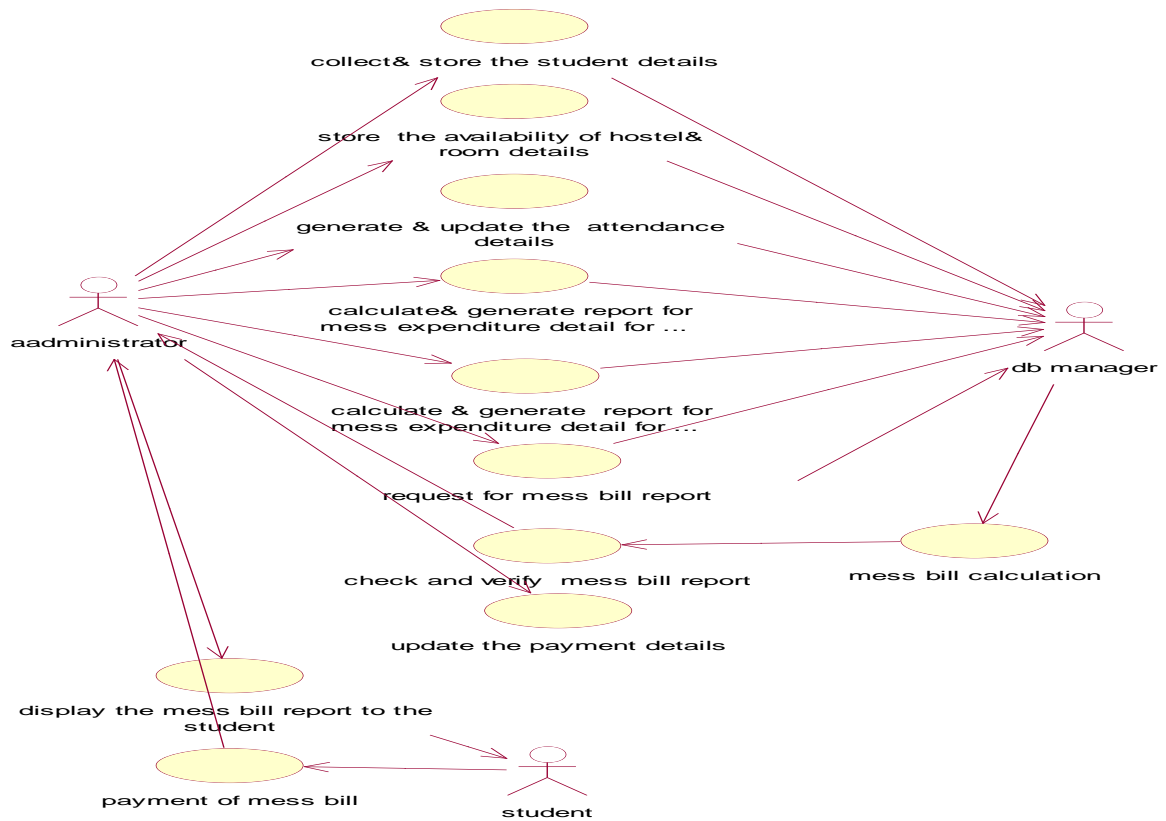 collect& store the student details
store the availability of hostel&
room details
generate & update the attendance
details
calculate& generate report for
mess expenditure detail for ...
aadministrator
db manager
calculate & generate report for
mess expenditure detail for ...
request for mess bill report
check and verify mess bill report
mess bill calculation
update the payment details
display the mess bill report to the
student
payment of mess bill
student